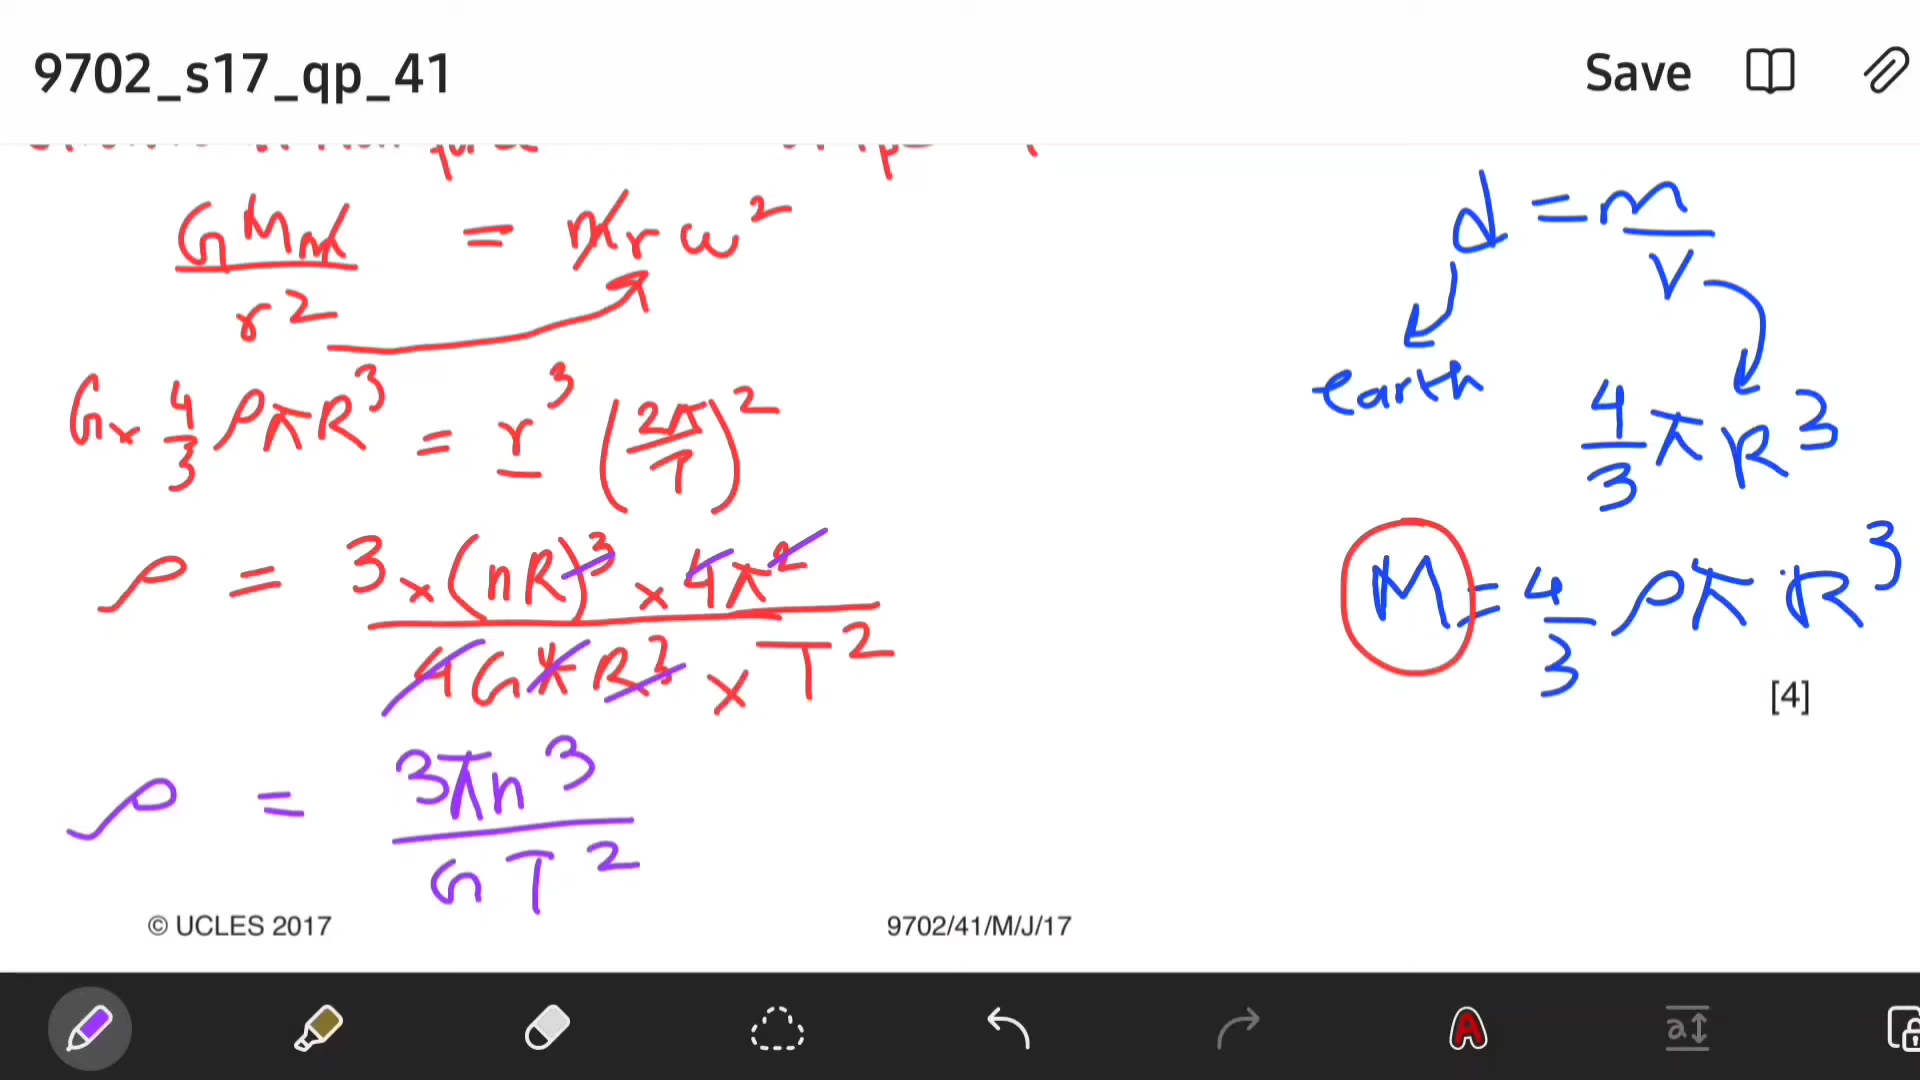 9702_s17_qp_41
Save
GMm/r² = mrω²
G× 4/3 ρπR³ = r³ (2π/T)²
ρ = 3×(nR)³×4π² / 4GπR³×T²
ρ = 3πn³ / GT²
d = m/V
earth
4/3 πR³
M = 4/3 ρπR³
[4]
© UCLES 2017
9702/41/M/J/17
A
a